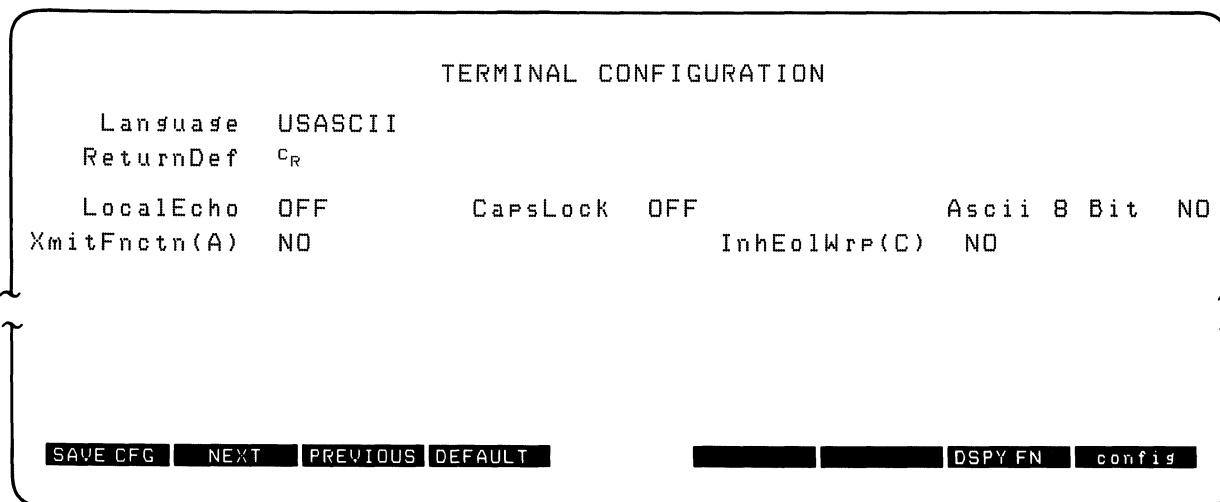 TERMINAL CONFIGURATION
Language USASCII
ReturnDef CR
LocalEcho OFF CapsLock OFF Ascii 8 Bit NO
XmitFnctn(A) NO InhEolWrp(C) NO
SAVE CFG NEXT PREVIOUS DEFAULT DSPY FN config